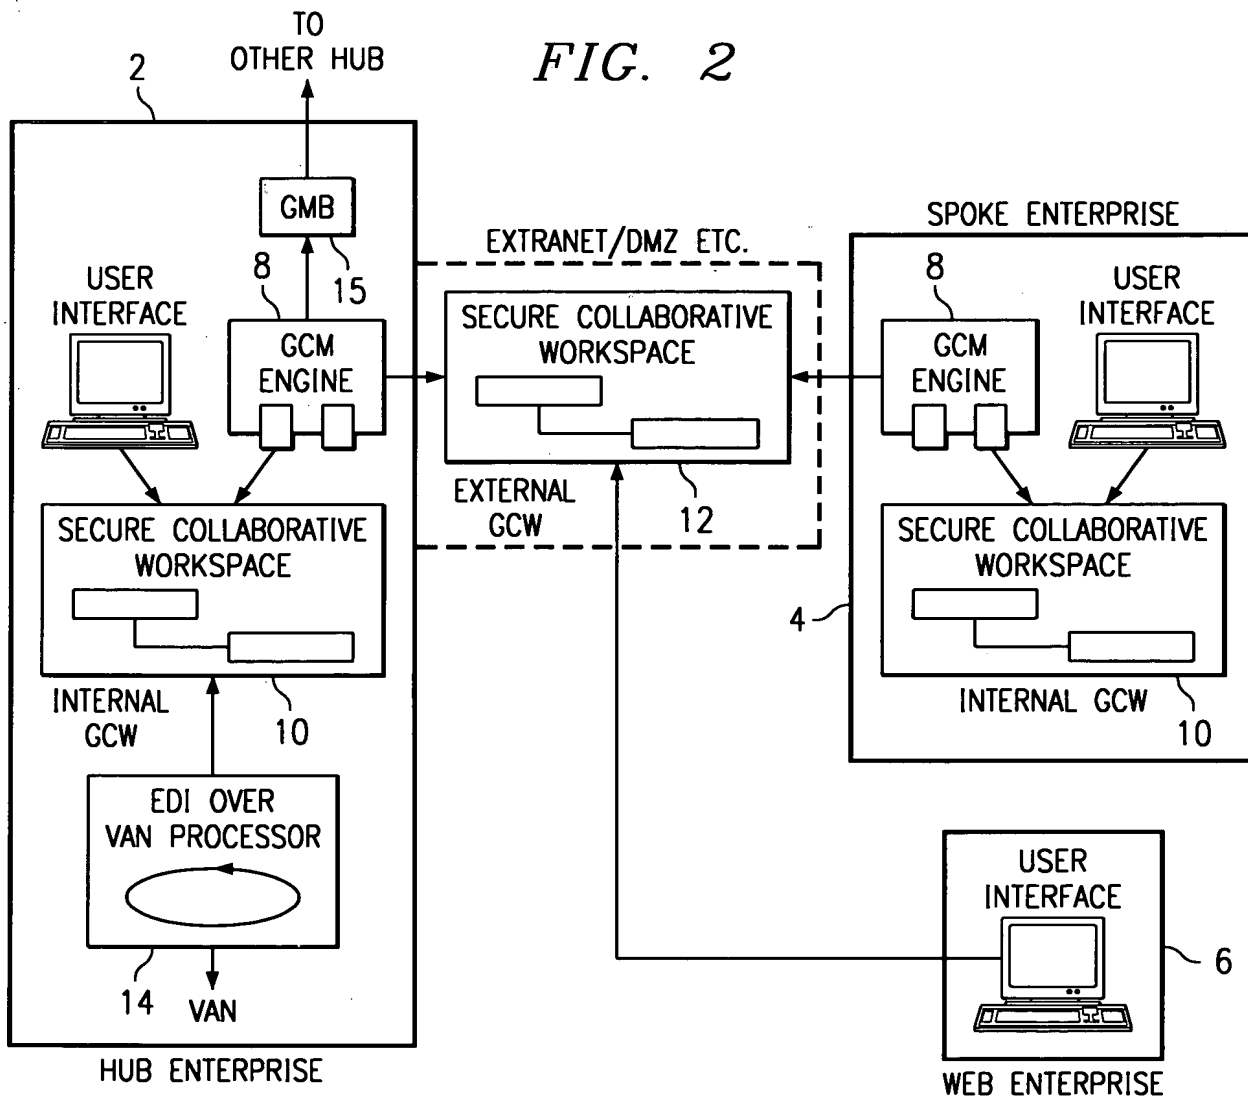 TO
OTHER HUB
FIG. 2
2
GMB
15
8
USER
INTERFACE
GCM
ENGINE
SECURE COLLABORATIVE
WORKSPACE
INTERNAL
GCW
10
EDI OVER
VAN PROCESSOR
14
VAN
HUB ENTERPRISE
EXTRANET/DMZ ETC.
SECURE COLLABORATIVE
WORKSPACE
EXTERNAL
GCW
12
SPOKE ENTERPRISE
8
GCM
ENGINE
USER
INTERFACE
SECURE COLLABORATIVE
WORKSPACE
4
INTERNAL GCW
10
USER
INTERFACE
6
WEB ENTERPRISE